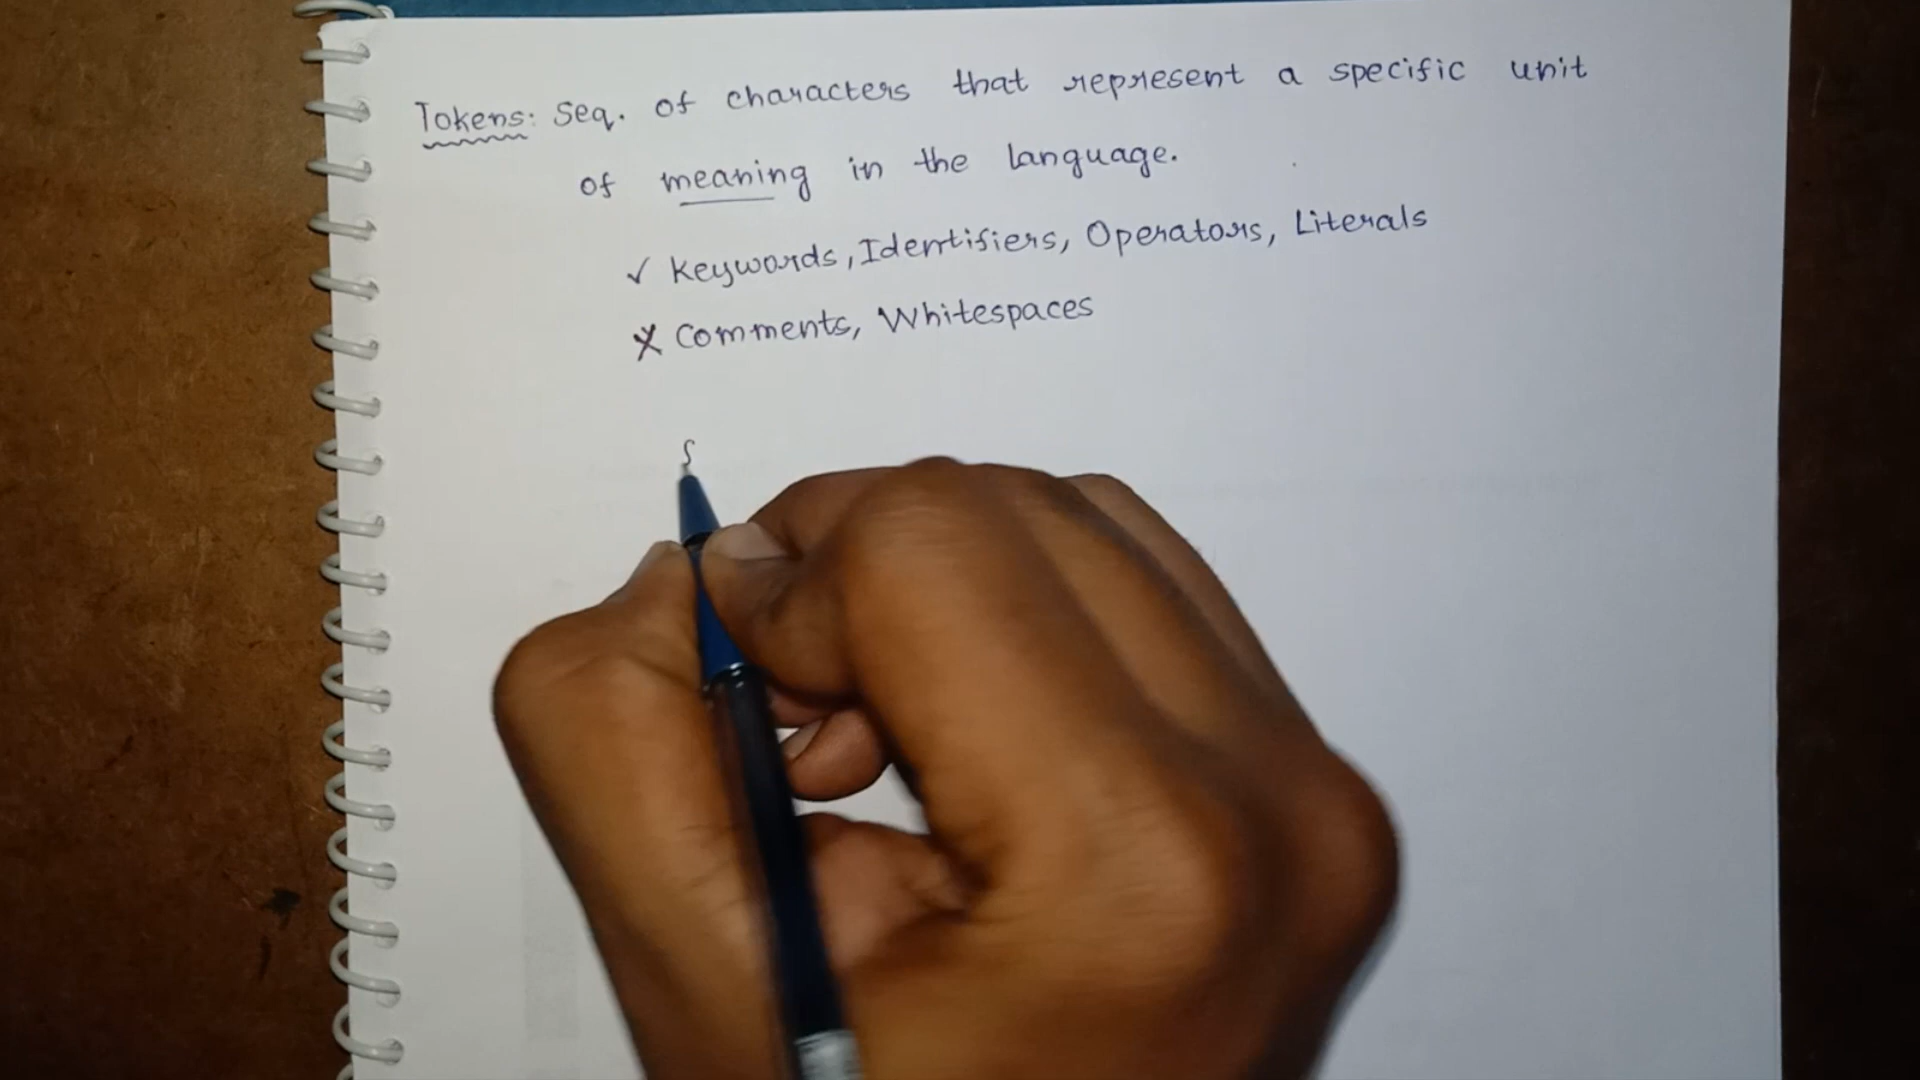 Tokens: Seq. of characters that represent a specific unit
of meaning in the language.
✓ Keywords, Identifiers, Operators, Literals
✗ Comments, Whitespaces
S